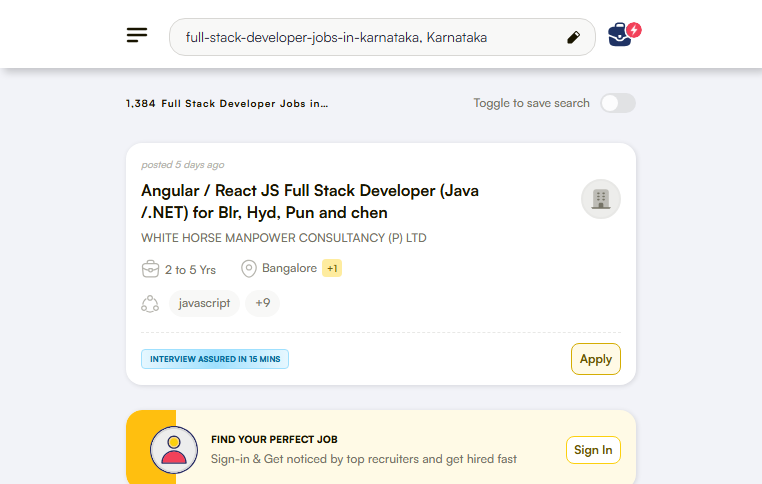 full-stack-developer-jobs-in-karnataka, Karnataka
1,384 Full Stack Developer Jobs in...
Toggle to save search
posted 5 days ago
Angular / React JS Full Stack Developer (Java
/.NET) for Blr, Hyd, Pun and chen
WHITE HORSE MANPOWER CONSULTANCY (P) LTD
2 to 5 Yrs
Bangalore +1
javascript +9
INTERVIEW ASSURED IN 15 MINS
Apply
FIND YOUR PERFECT JOB
Sign-in & Get noticed by top recruiters and get hired fast
Sign In